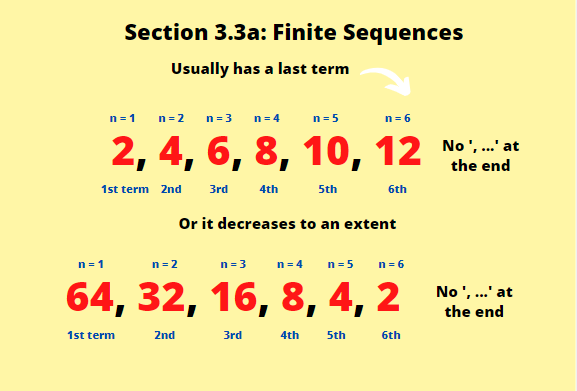 Section 3.3a: Finite Sequences
Usually has a last term
n = 1 n = 2 n = 3 n = 4 n = 5 n = 6
2, 4, 6, 8, 10, 12
No ', ...' at
the end
1st term 2nd 3rd 4th 5th 6th
Or it decreases to an extent
n = 1 n = 2 n = 3 n = 4 n = 5 n = 6
64, 32, 16, 8, 4, 2
No ', ...' at
the end
1st term 2nd 3rd 4th 5th 6th